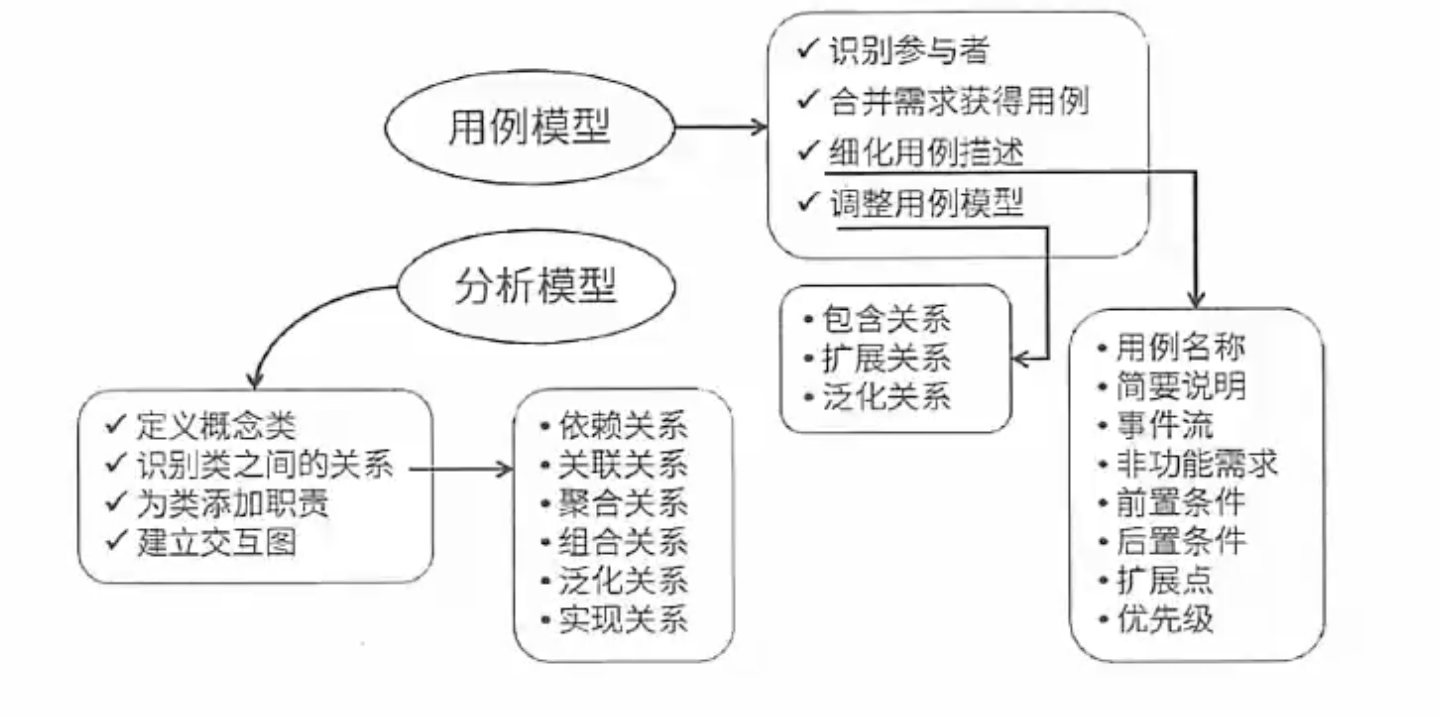 用例模型
✓ 识别参与者
✓ 合并需求获得用例
✓ 细化用例描述
✓ 调整用例模型
• 包含关系
• 扩展关系
• 泛化关系
• 用例名称
• 简要说明
• 事件流
• 非功能需求
• 前置条件
• 后置条件
• 扩展点
• 优先级
分析模型
✓ 定义概念类
✓ 识别类之间的关系
✓ 为类添加职责
✓ 建立交互图
• 依赖关系
• 关联关系
• 聚合关系
• 组合关系
• 泛化关系
• 实现关系